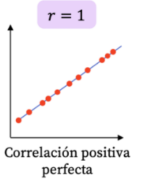 r = 1
Correlación positiva
perfecta